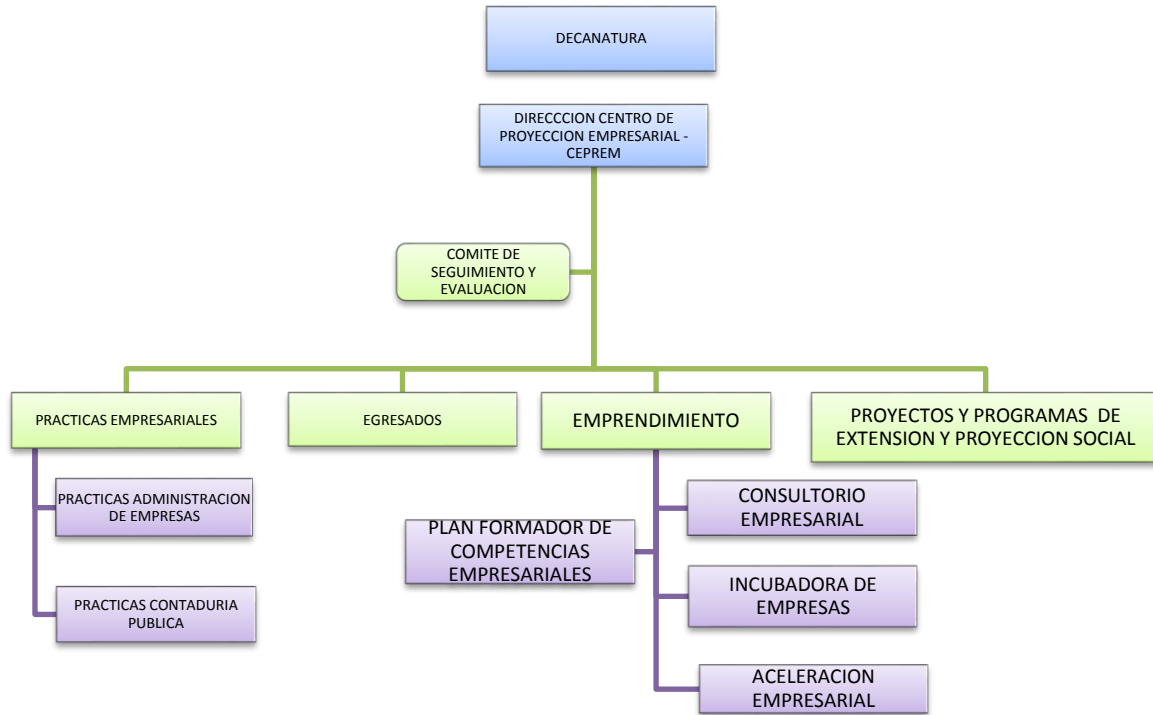 DECANATURA
DIRECCCION CENTRO DE
PROYECCION EMPRESARIAL -
CEPREM
COMITE DE
SEGUIMIENTO Y
EVALUACION
PRACTICAS EMPRESARIALES
EGRESADOS
EMPRENDIMIENTO
PROYECTOS Y PROGRAMAS DE
EXTENSION Y PROYECCION SOCIAL
PRACTICAS ADMINISTRACION
DE EMPRESAS
PRACTICAS CONTADURIA
PUBLICA
PLAN FORMADOR DE
COMPETENCIAS
EMPRESARIALES
CONSULTORIO
EMPRESARIAL
INCUBADORA DE
EMPRESAS
ACELERACION
EMPRESARIAL